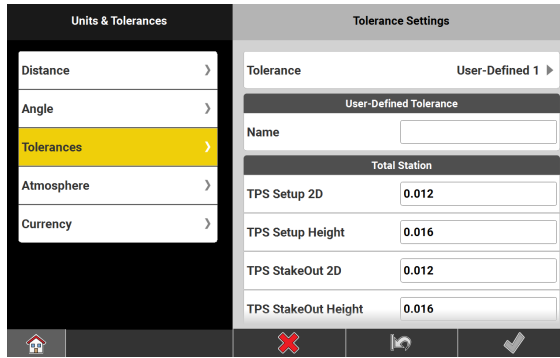 Units & Tolerances
Distance
Angle
Tolerances
Atmosphere
Currency
Tolerance Settings
Tolerance User-Defined 1
User-Defined Tolerance
Name
Total Station
TPS Setup 2D 0.012
TPS Setup Height 0.016
TPS StakeOut 2D 0.012
TPS StakeOut Height 0.016